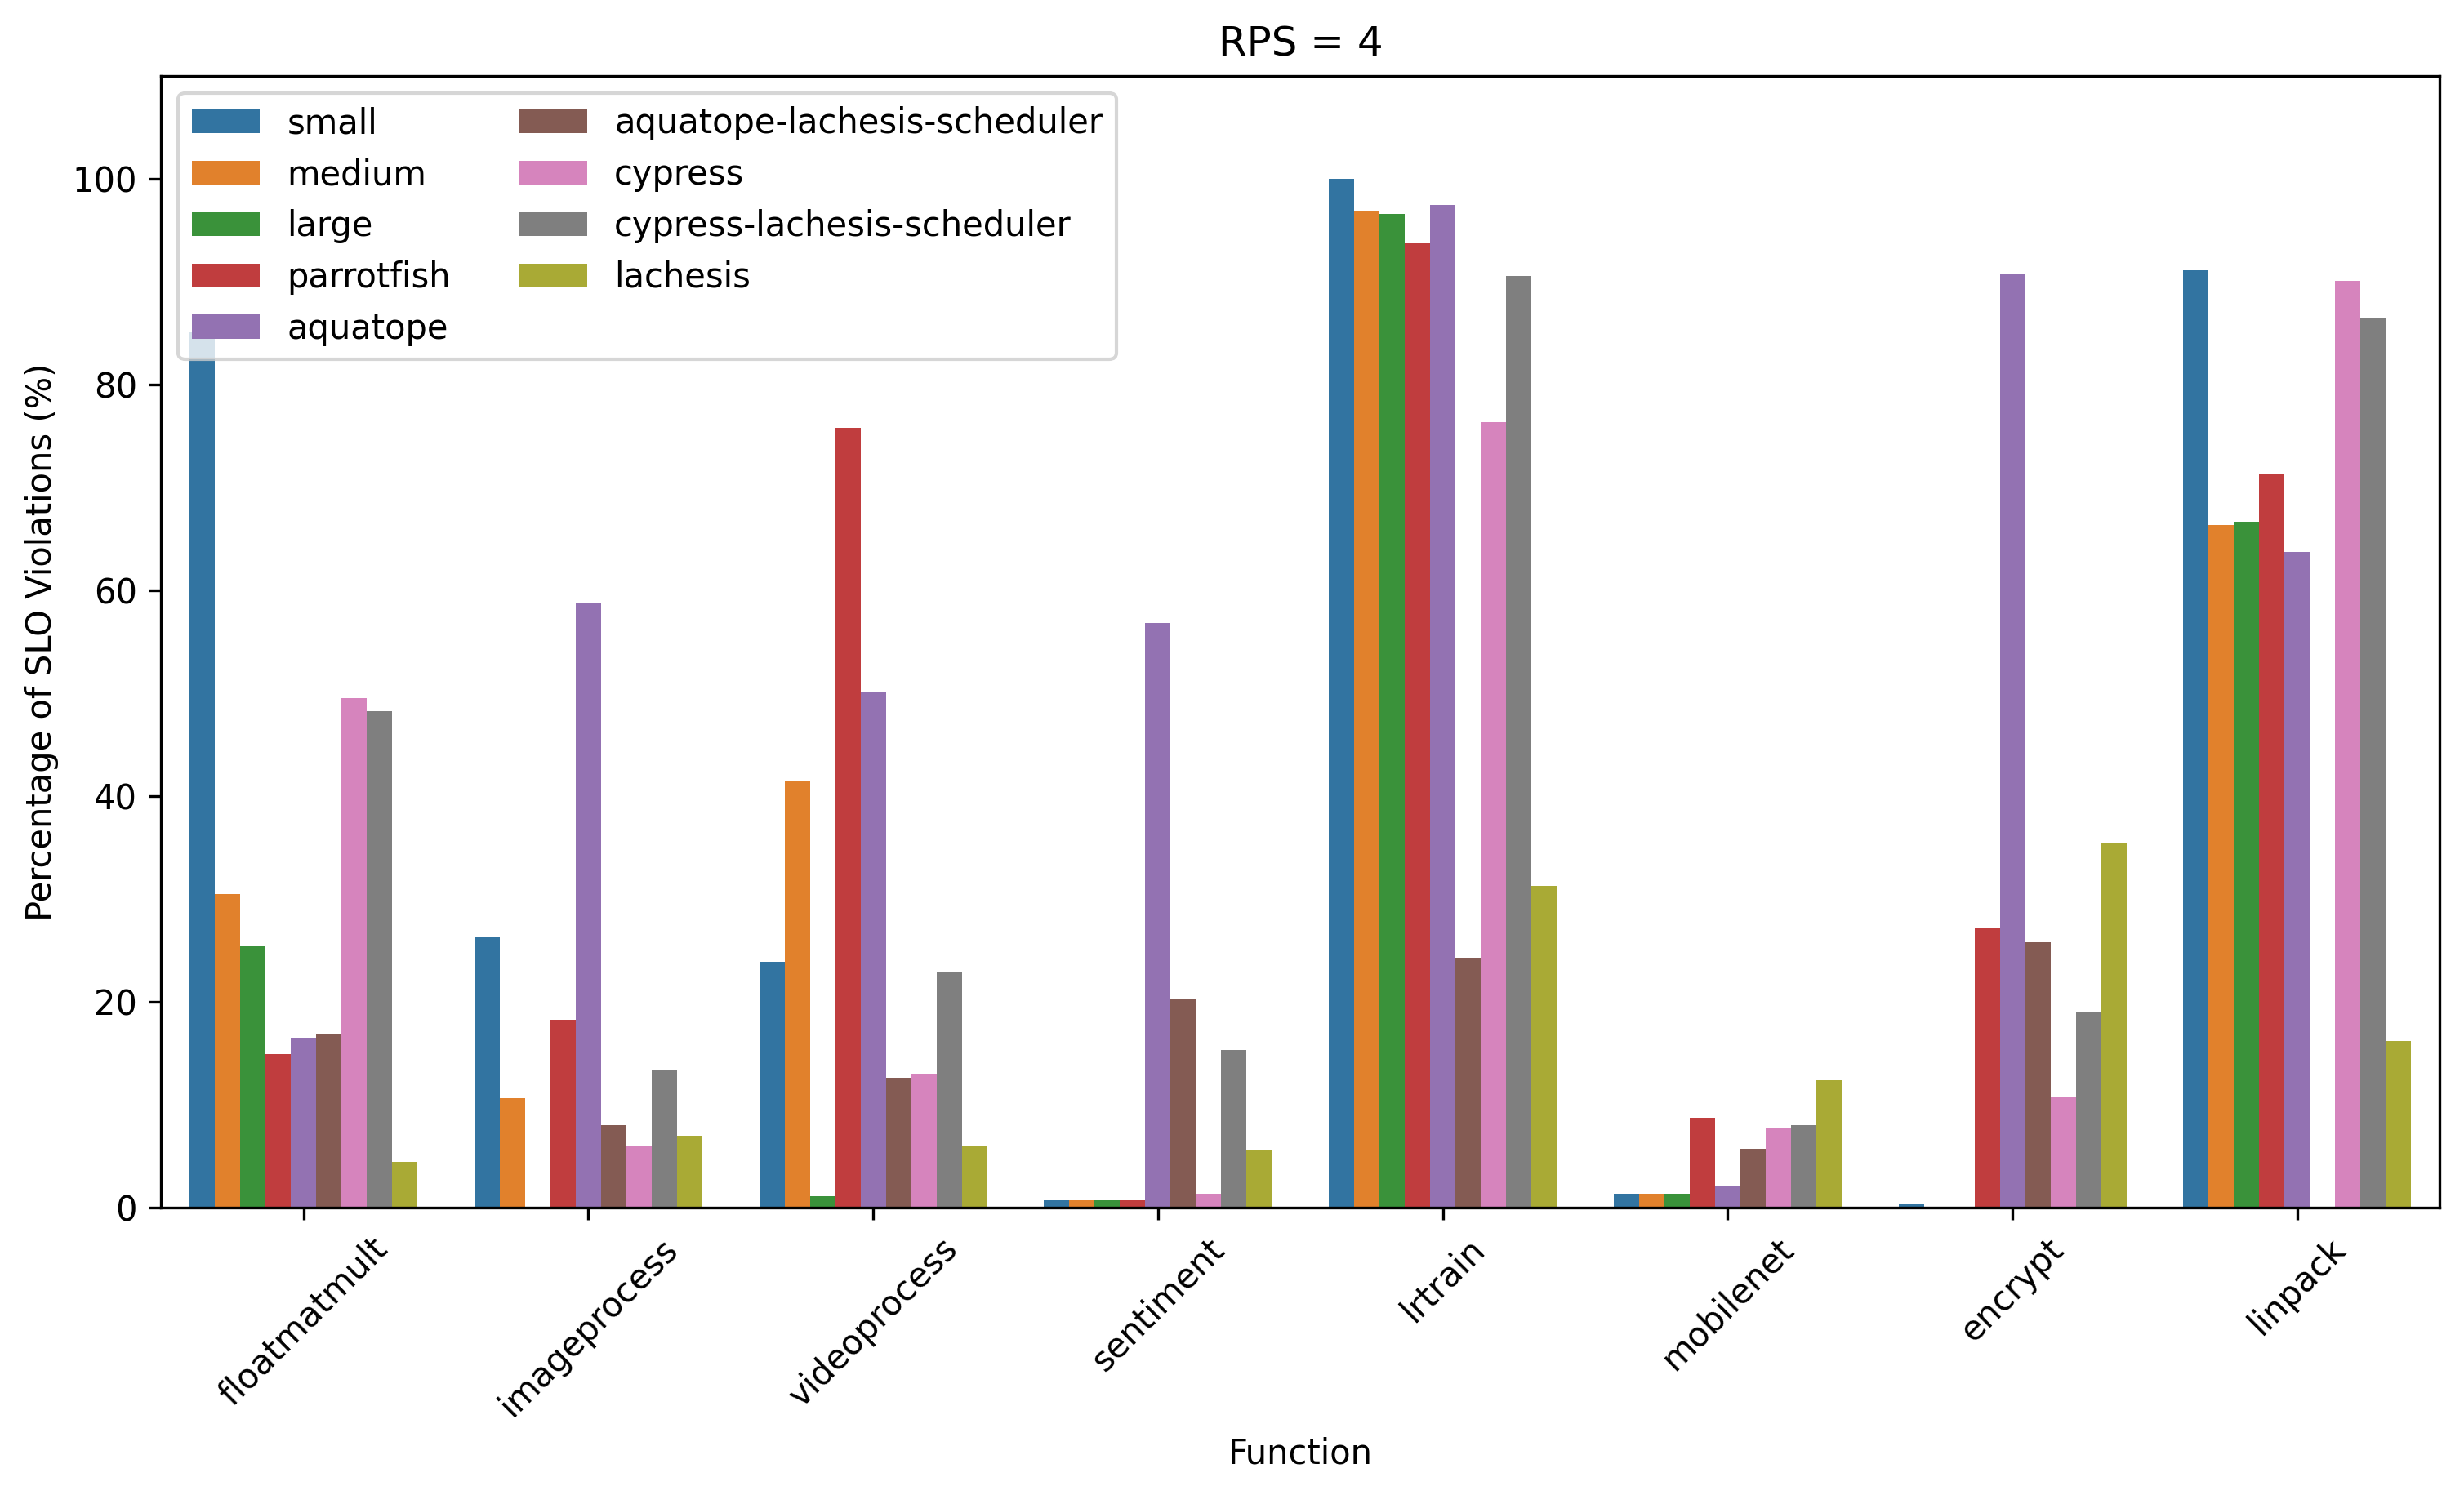 RPS = 4
small
medium
large
parrotfish
aquatope
aquatope-lachesis-scheduler
cypress
cypress-lachesis-scheduler
lachesis
Percentage of SLO Violations (%)
100
80
60
40
20
0
floatmatmult
imageprocess
videoprocess
sentiment
lrtrain
mobilenet
encrypt
linpack
Function